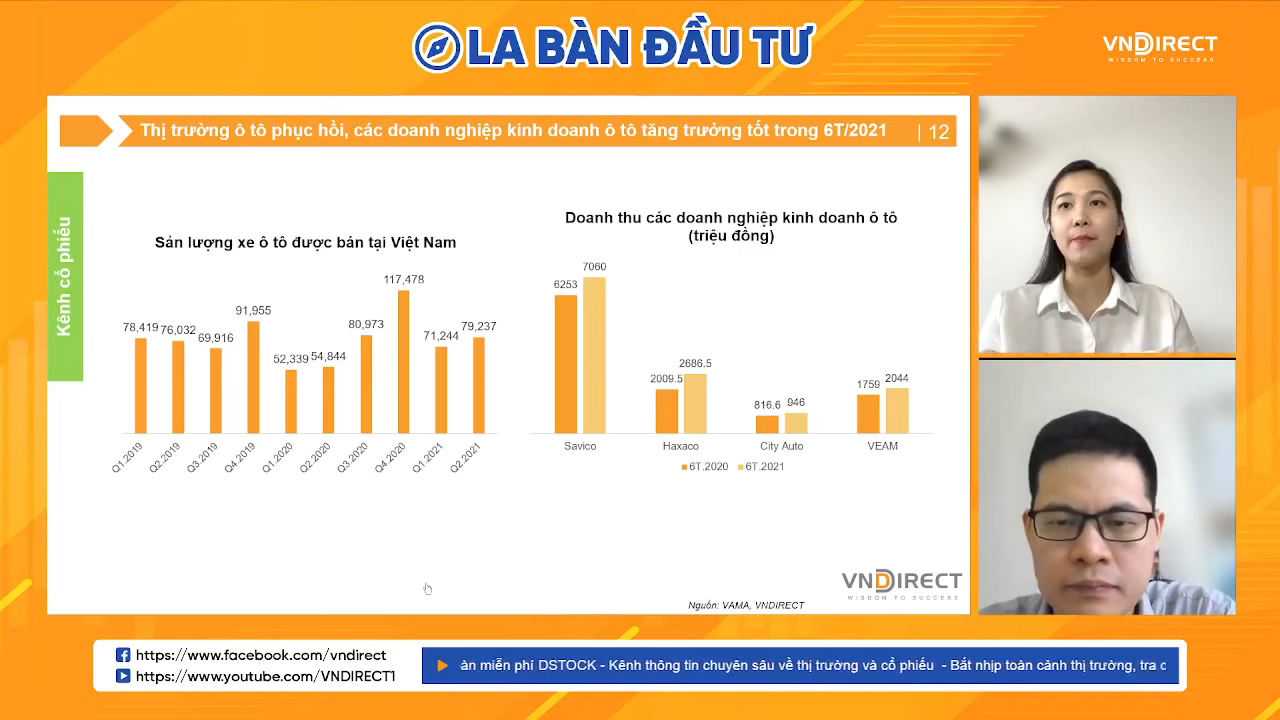 LA BÀN ĐẦU TƯ
VNDIRECT
WISDOM TO SUCCESS
Thị trường ô tô phục hồi, các doanh nghiệp kinh doanh ô tô tăng trưởng tốt trong 6T/2021 | 12
Kênh cổ phiếu
Sản lượng xe ô tô được bán tại Việt Nam
78,419
76,032
69,916
91,955
52,339
54,844
80,973
117,478
71,244
79,237
Q1.2019
Q2.2019
Q3.2019
Q4.2019
Q1.2020
Q2.2020
Q3.2020
Q4.2020
Q1.2021
Q2.2021
Doanh thu các doanh nghiệp kinh doanh ô tô
(triệu đồng)
6253
7060
2009.5
2686.5
816.6
946
1759
2044
Savico
Haxaco
City Auto
VEAM
6T.2020
6T.2021
VNDIRECT
WISDOM TO SUCCESS
Nguồn: VAMA, VNDIRECT
https://www.facebook.com/vndirect
https://www.youtube.com/VNDIRECT1
àn miễn phí DSTOCK - Kênh thông tin chuyên sâu về thị trường và cổ phiếu - Bắt nhịp toàn cảnh thị trường, tra c